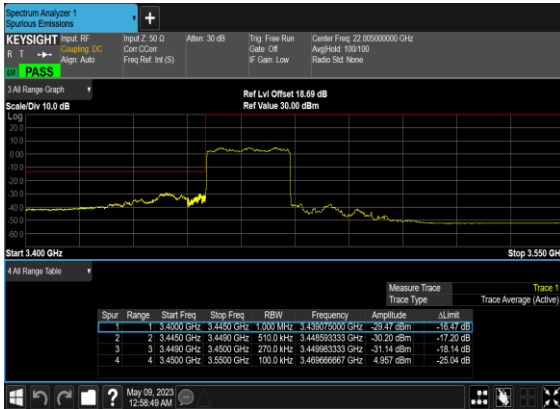 Spectrum Analyzer 1
Spurious Emissions
+
KEYSIGHT Input: RF Input Z: 50 Ω Atten: 30 dB Trig: Free Run Center Freq: 22.005000000 GHz
R T Coupling: DC Corr CCorr Gate: Off Avg|Hold: 100/100
Align: Auto Freq Ref: Int (S) IF Gain: Low Radio Std: None
LXI PASS
3 All Range Graph
Ref Lvl Offset 18.69 dB
Scale/Div 10.0 dB Ref Value 30.00 dBm
Log
20.0
10.0
0.00
-10.0
-20.0
-30.0
-40.0
-50.0
-60.0
Start 3.400 GHz Stop 3.550 GH
4 All Range Table
Measure Trace Trace 1
Trace Type Trace Average (Active)
Spur Range Start Freq Stop Freq RBW Frequency Amplitude ΔLimit
1 1 3.4000 GHz 3.4450 GHz 1.000 MHz 3.439075000 GHz -29.47 dBm -16.47 dB
2 2 3.4450 GHz 3.4490 GHz 510.0 kHz 3.448593333 GHz -30.20 dBm -17.20 dB
3 3 3.4490 GHz 3.4500 GHz 270.0 kHz 3.449983333 GHz -31.14 dBm -18.14 dB
4 4 3.4500 GHz 3.5500 GHz 100.0 kHz 3.469666667 GHz 4.957 dBm -25.04 dB
? May 09, 2023
12:58:49 AM